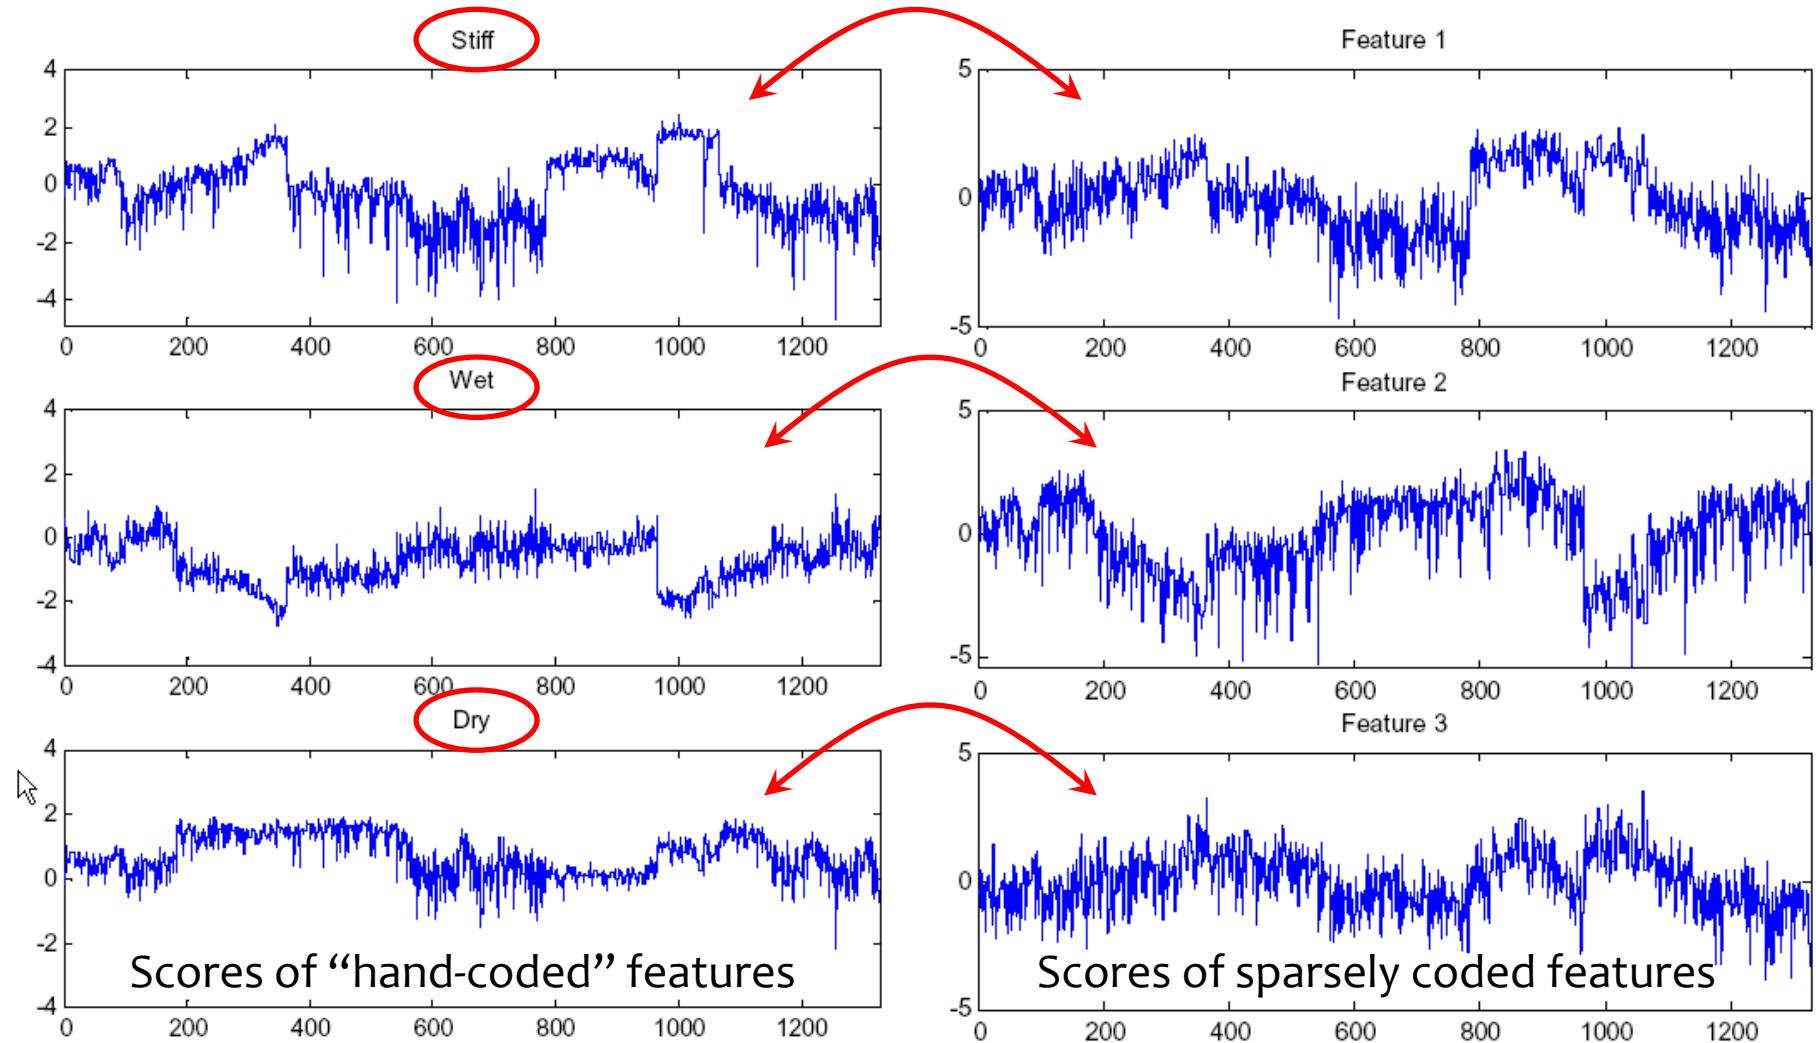 Stiff
4
2
0
-2
-4
0 200 400 600 800 1000 1200
Feature 1
5
0
-5
0 200 400 600 800 1000 1200
Wet
4
2
0
-2
-4
0 200 400 600 800 1000 1200
Feature 2
5
0
-5
0 200 400 600 800 1000 1200
Dry
4
2
0
-2
-4
0 200 400 600 800 1000 1200
Scores of “hand-coded” features
Feature 3
5
0
-5
0 200 400 600 800 1000 1200
Scores of sparsely coded features